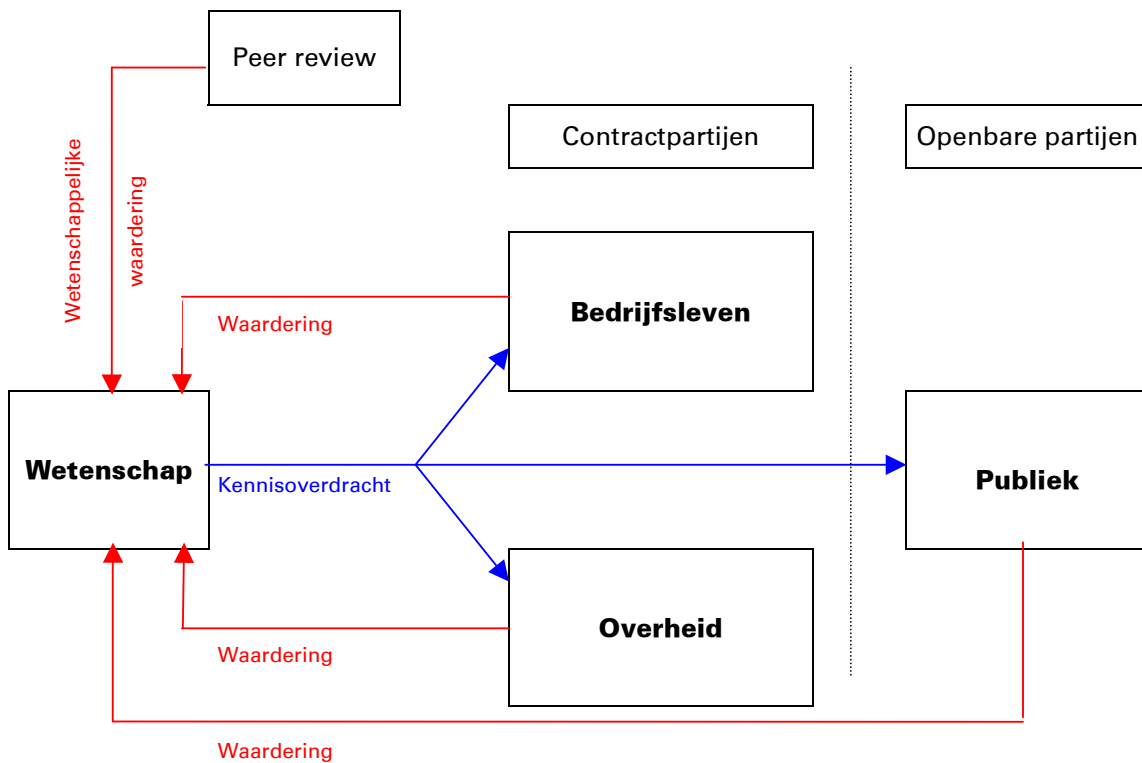 Peer review
Contractpartijen
Openbare partijen
Wetenschappelijke
waardering
Bedrijfsleven
Waardering
Wetenschap
Kennisoverdracht
Publiek
Overheid
Waardering
Waardering